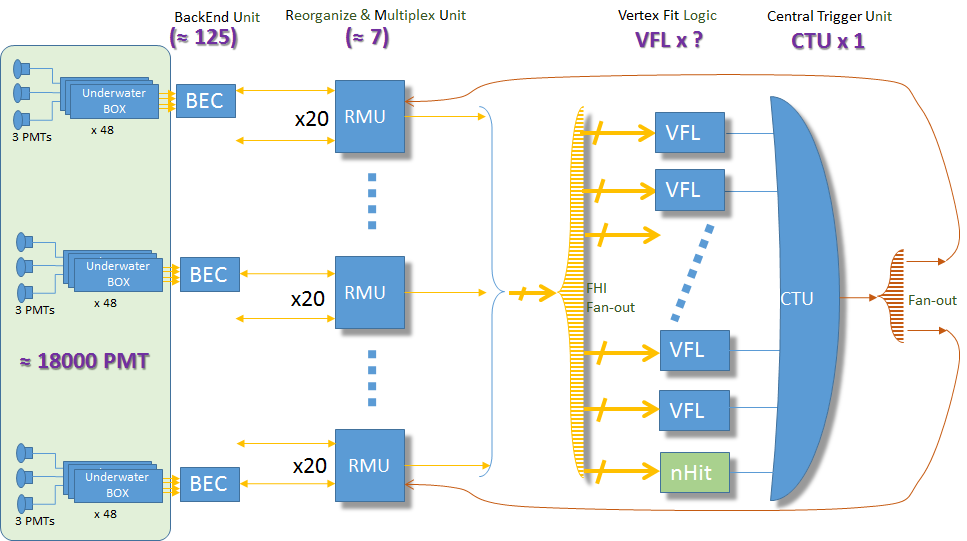 BackEnd Unit
(≈ 125)
Reorganize & Multiplex Unit
(≈ 7)
Vertex Fit Logic
VFL x ?
Central Trigger Unit
CTU x 1
Underwater
BOX
3 PMTs
x 48
BEC
x20
RMU
VFL
VFL
Underwater
BOX
3 PMTs
x 48
BEC
x20
RMU
FHI
Fan-out
CTU
Fan-out
≈ 18000 PMT
VFL
VFL
Underwater
BOX
3 PMTs
x 48
BEC
x20
RMU
nHit